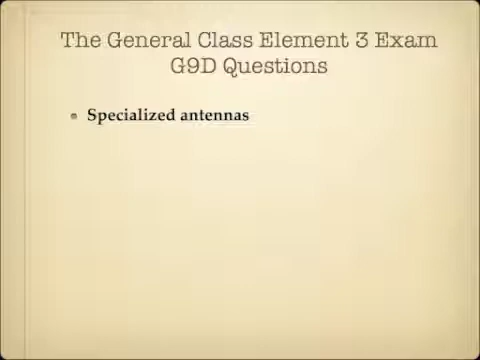 The General Class Element 3 Exam
G9D Questions
Specialized antennas